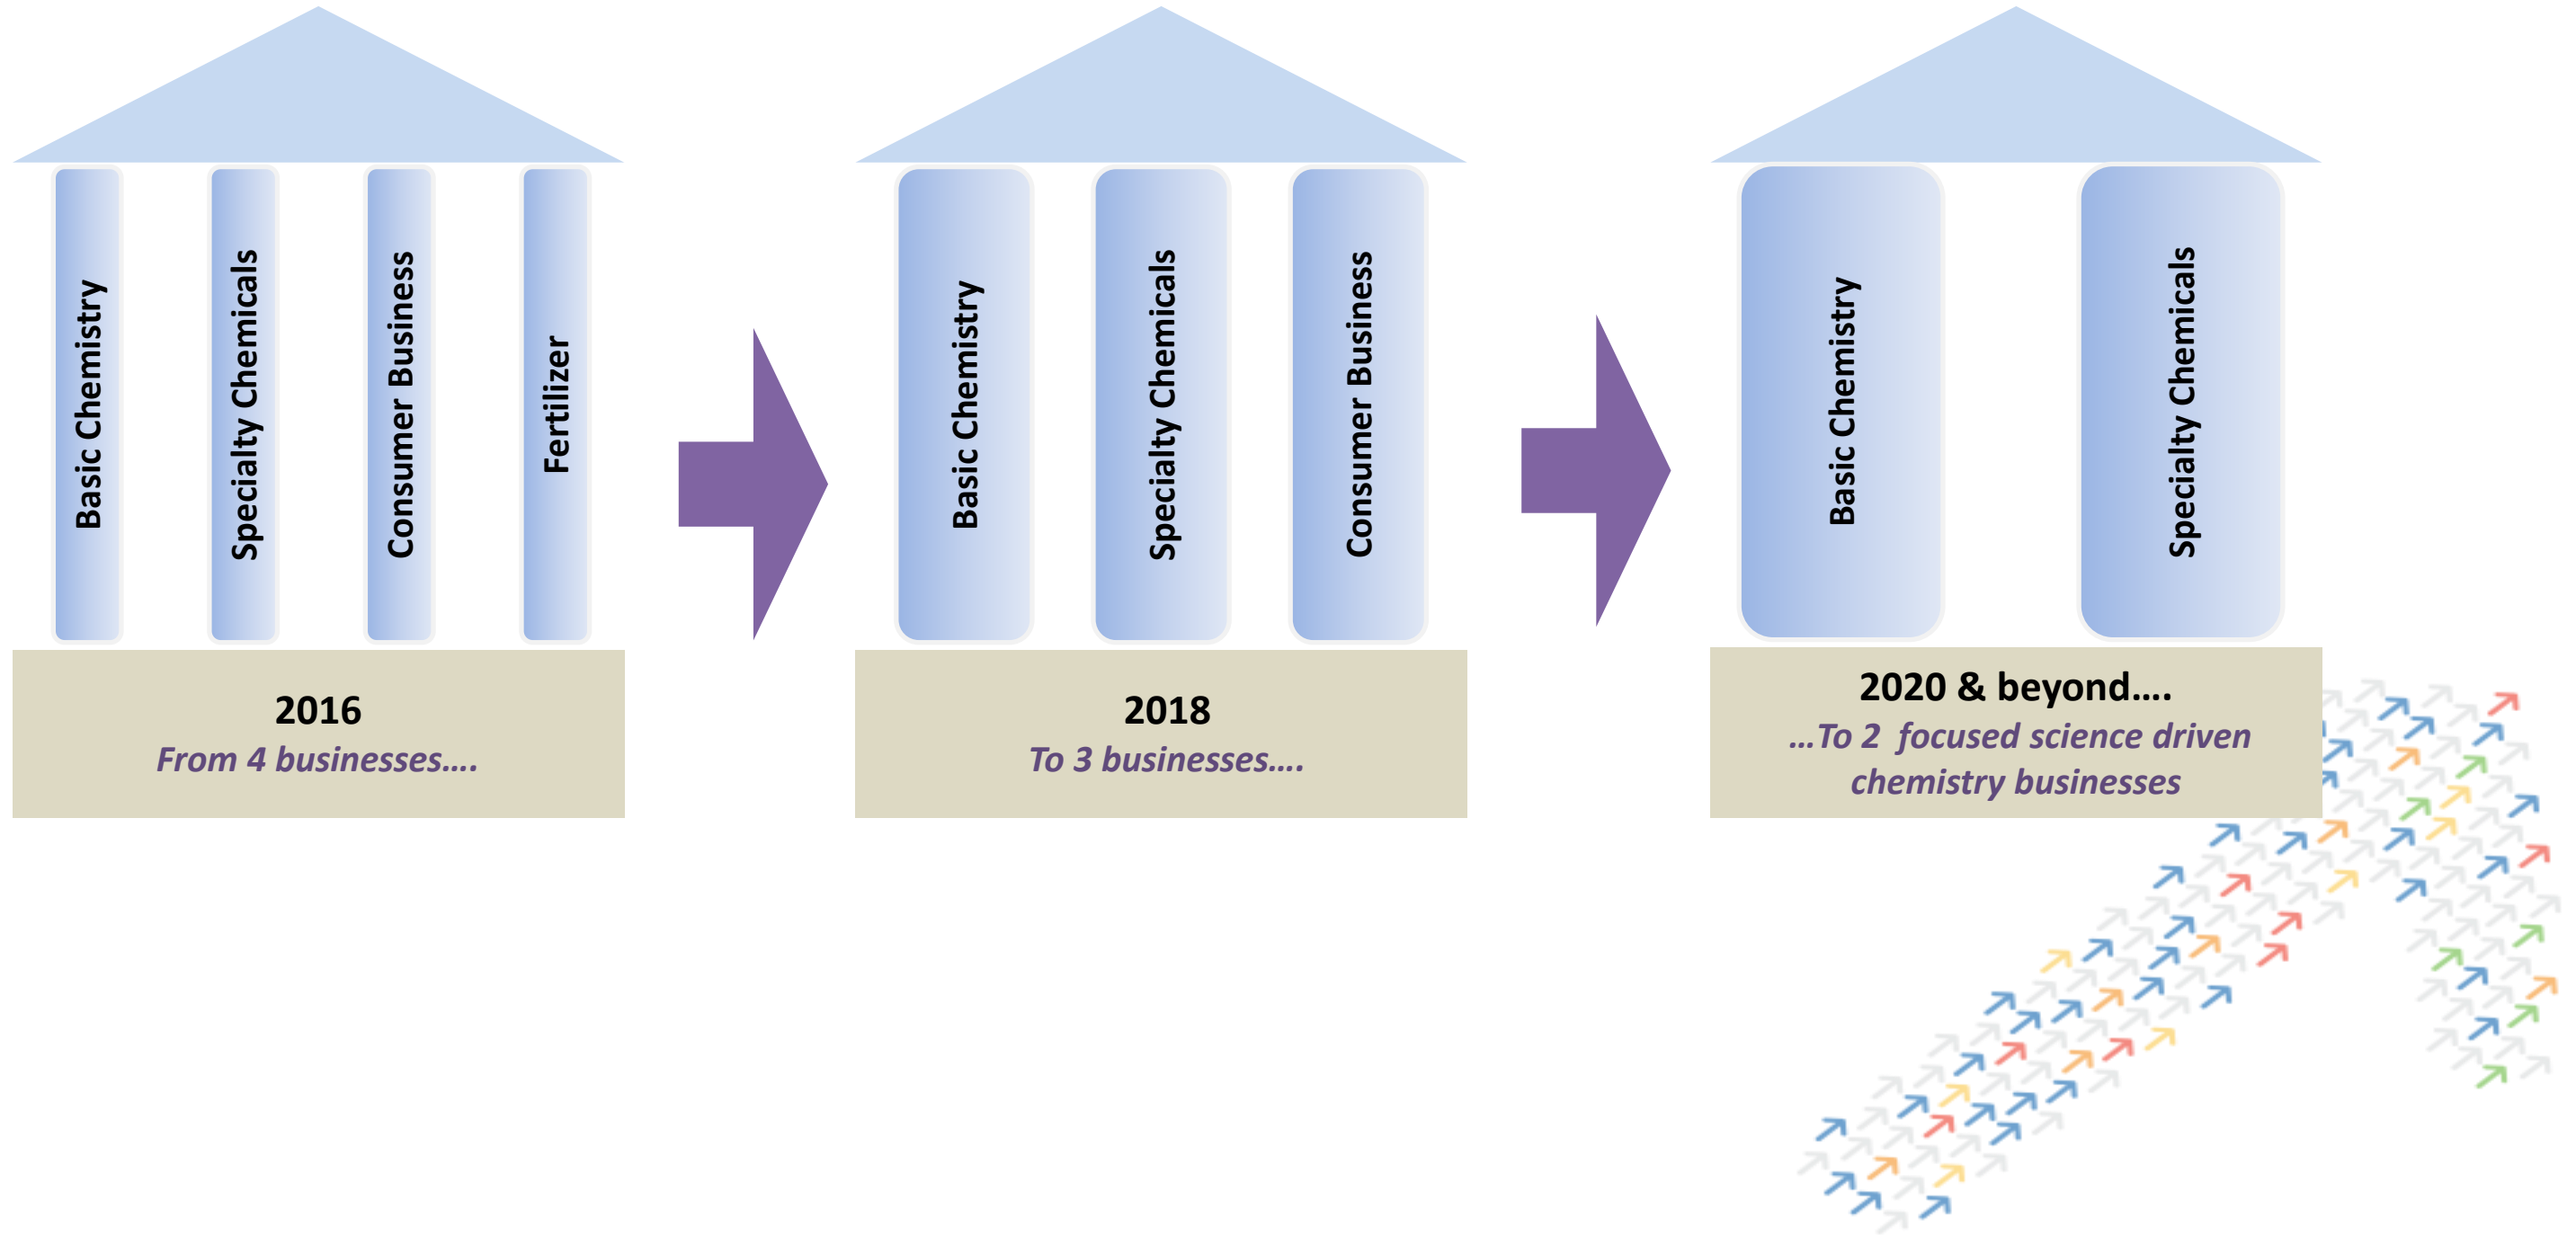 Basic Chemistry
Specialty Chemicals
Consumer Business
Fertilizer
2016
From 4 businesses....
Basic Chemistry
Specialty Chemicals
Consumer Business
2018
To 3 businesses....
Basic Chemistry
Specialty Chemicals
2020 & beyond....
...To 2  focused science driven
chemistry businesses